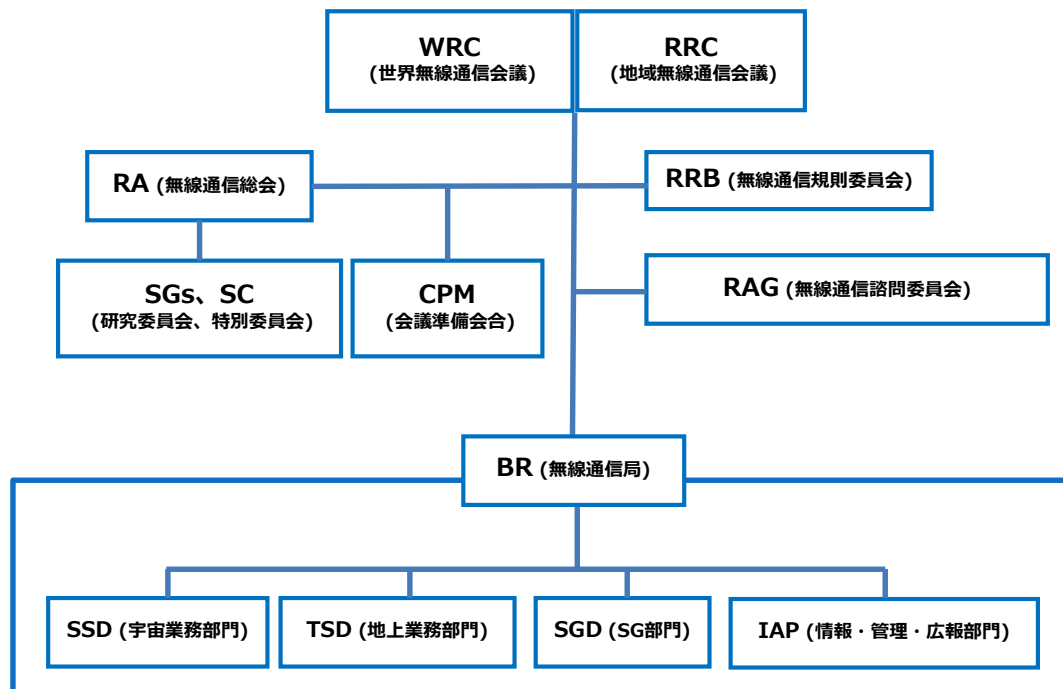 WRC
(世界無線通信会議)
RRC
(地域無線通信会議)
RA (無線通信総会)
RRB (無線通信規則委員会)
SGs、SC
(研究委員会、特別委員会)
CPM
(会議準備会合)
RAG (無線通信諮問委員会)
BR (無線通信局)
SSD (宇宙業務部門)
TSD (地上業務部門)
SGD (SG部門)
IAP (情報・管理・広報部門)